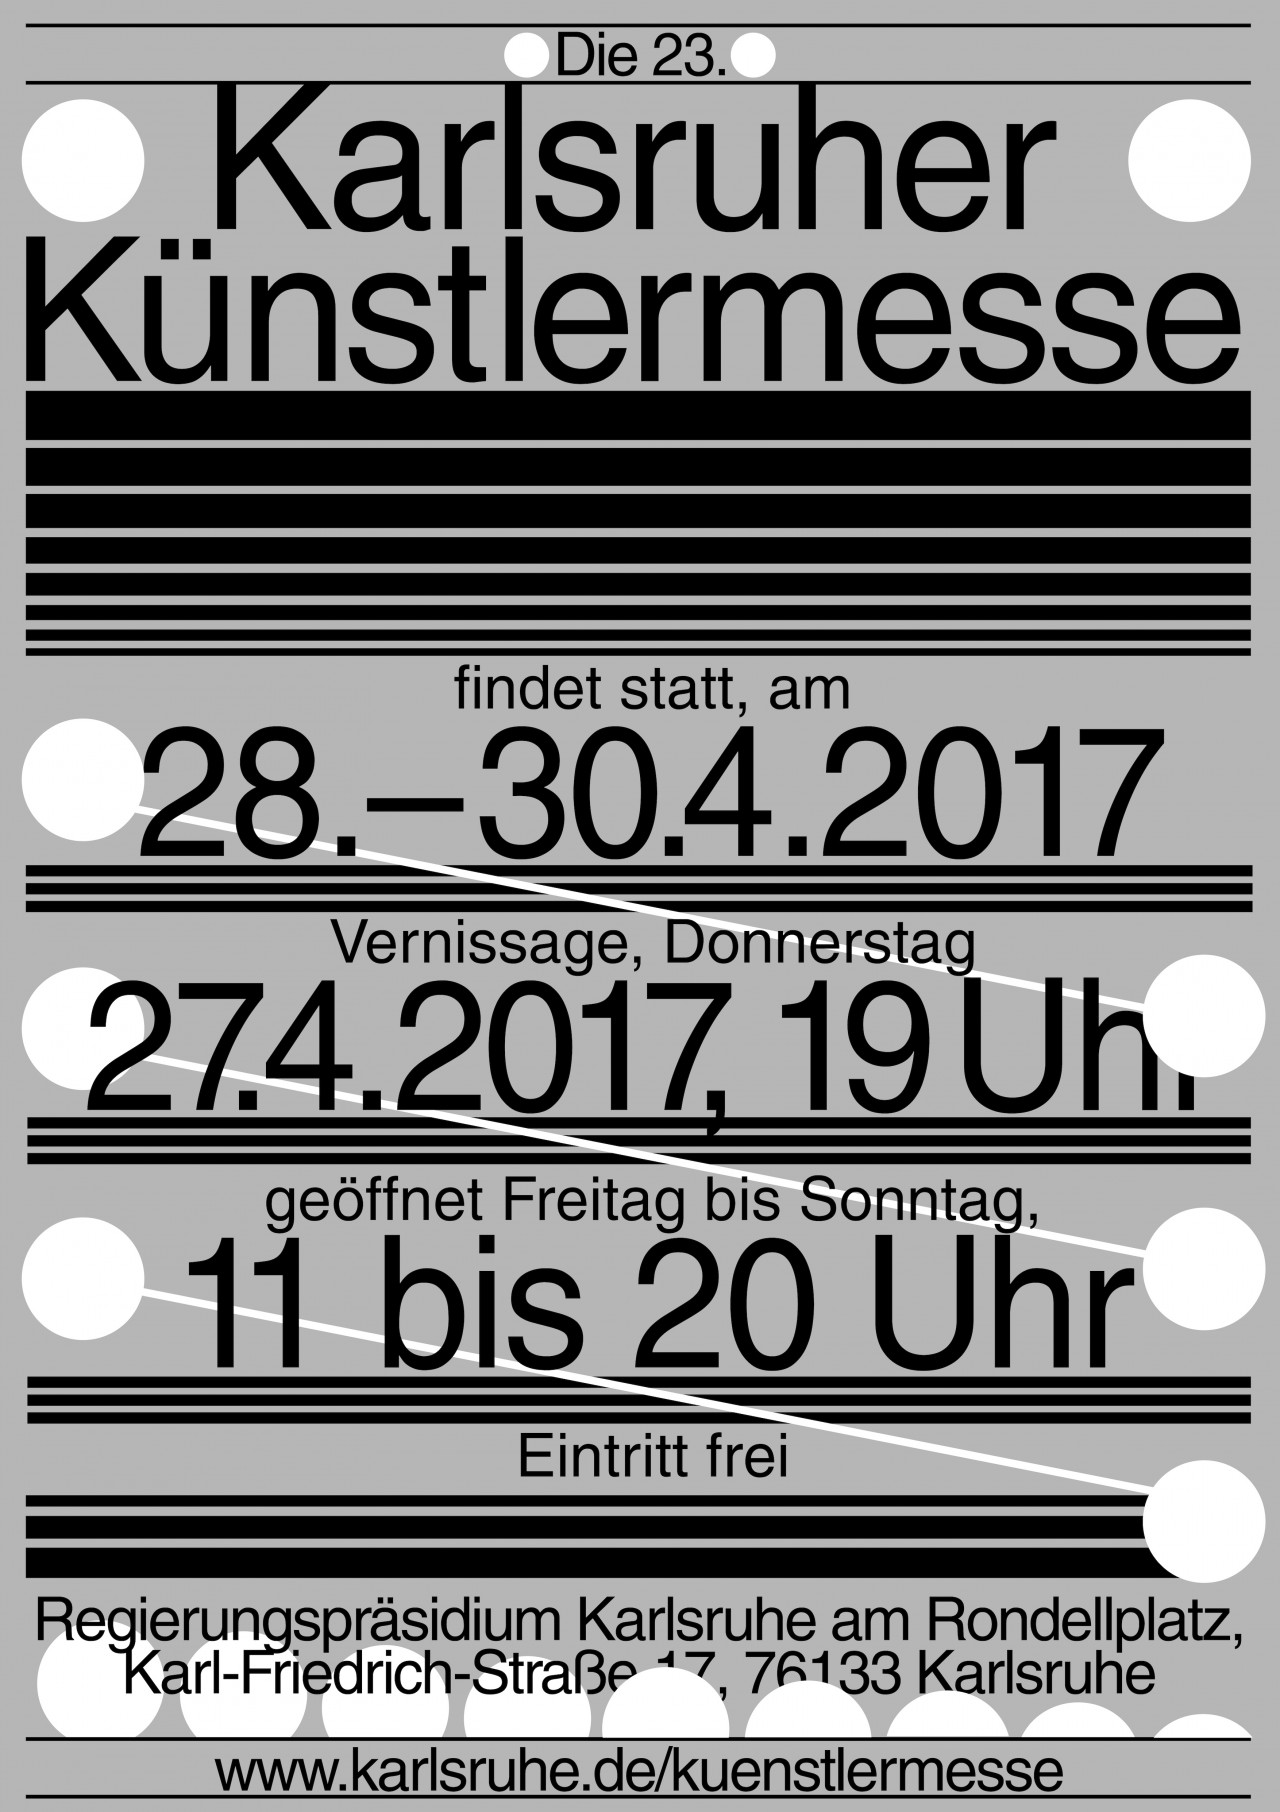 Die 23.
Karlsruher
Künstlermesse
findet statt, am
28.–30.4.2017
Vernissage, Donnerstag
27.4.2017, 19 Uhr
geöffnet Freitag bis Sonntag,
11 bis 20 Uhr
Eintritt frei
Regierungspräsidium Karlsruhe am Rondellplatz,
Karl-Friedrich-Straße 17, 76133 Karlsruhe
www.karlsruhe.de/kuenstlermesse